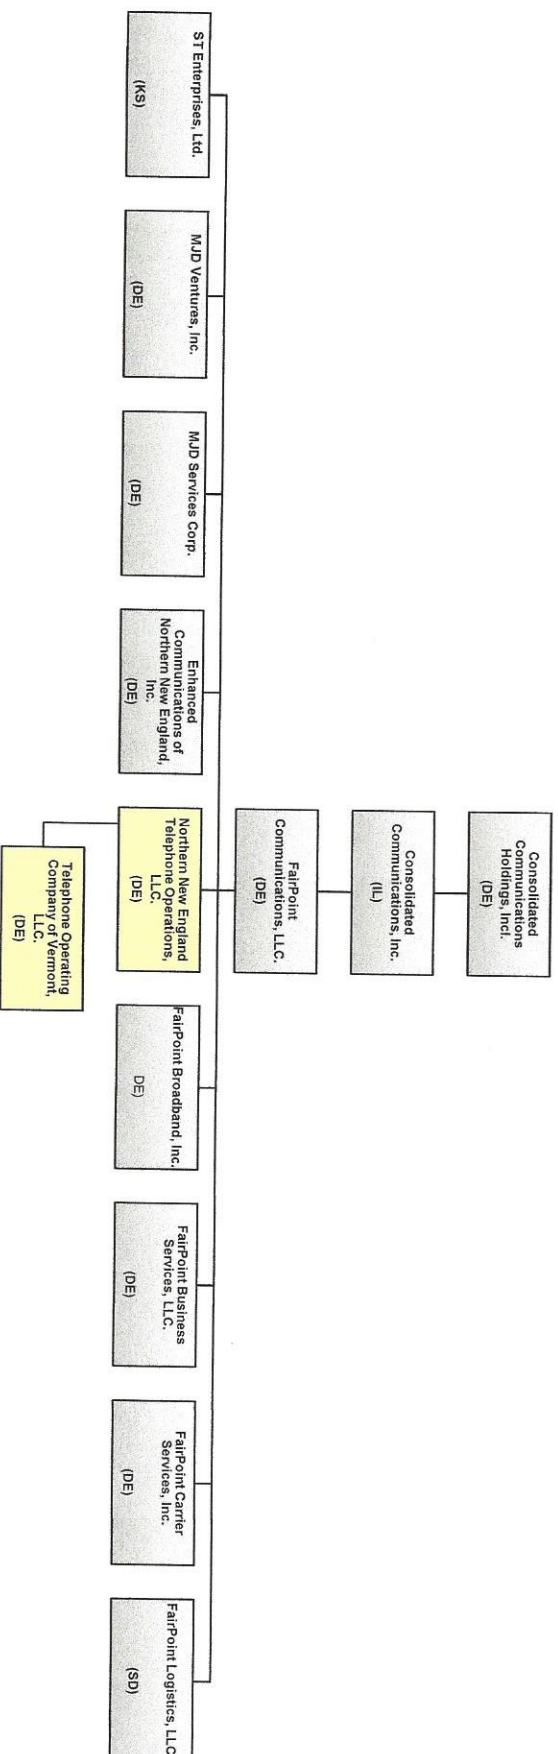 Consolidated
Communications
Holdings, Incl.
(DE)
Consolidated
Communications, Inc.
(IL)
FairPoint
Communications, LLC.
(DE)
ST Enterprises, Ltd.
(KS)
MJD Ventures, Inc.
(DE)
MJD Services Corp.
(DE)
Enhanced
Communications of
Northern New England,
Inc.
(DE)
Northern New England
Telephone Operations,
LLC.
(DE)
FairPoint Broadband, Inc.
DE)
FairPoint Business
Services, LLC.
(DE)
FairPoint Carrier
Services, Inc.
(DE)
FairPoint Logistics, LLC
(SD)
Telephone Operating
Company of Vermont,
LLC.
(DE)